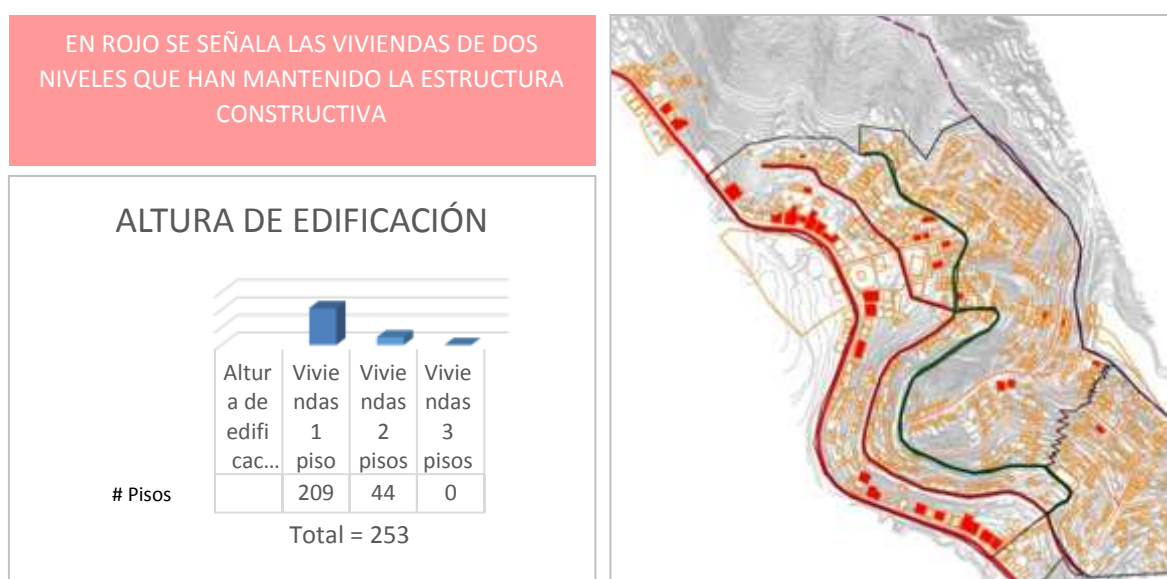 EN ROJO SE SEÑALA LAS VIVIENDAS DE DOS
NIVELES QUE HAN MANTENIDO LA ESTRUCTURA
CONSTRUCTIVA
ALTURA DE EDIFICACIÓN
Altur Vivie Vivie Vivie
a de ndas ndas ndas
edifi 1 2 3
cac... piso pisos pisos
# Pisos 209 44 0
Total = 253